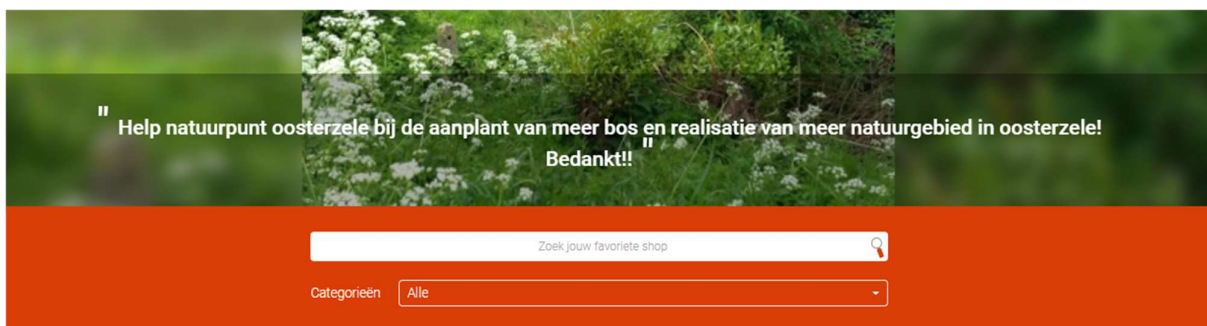 " Help natuurpunt oosterzele bij de aanplant van meer bos en realisatie van meer natuurgebied in oosterzele!
Bedankt!! "
Zoek jouw favoriete shop
Categorieën Alle